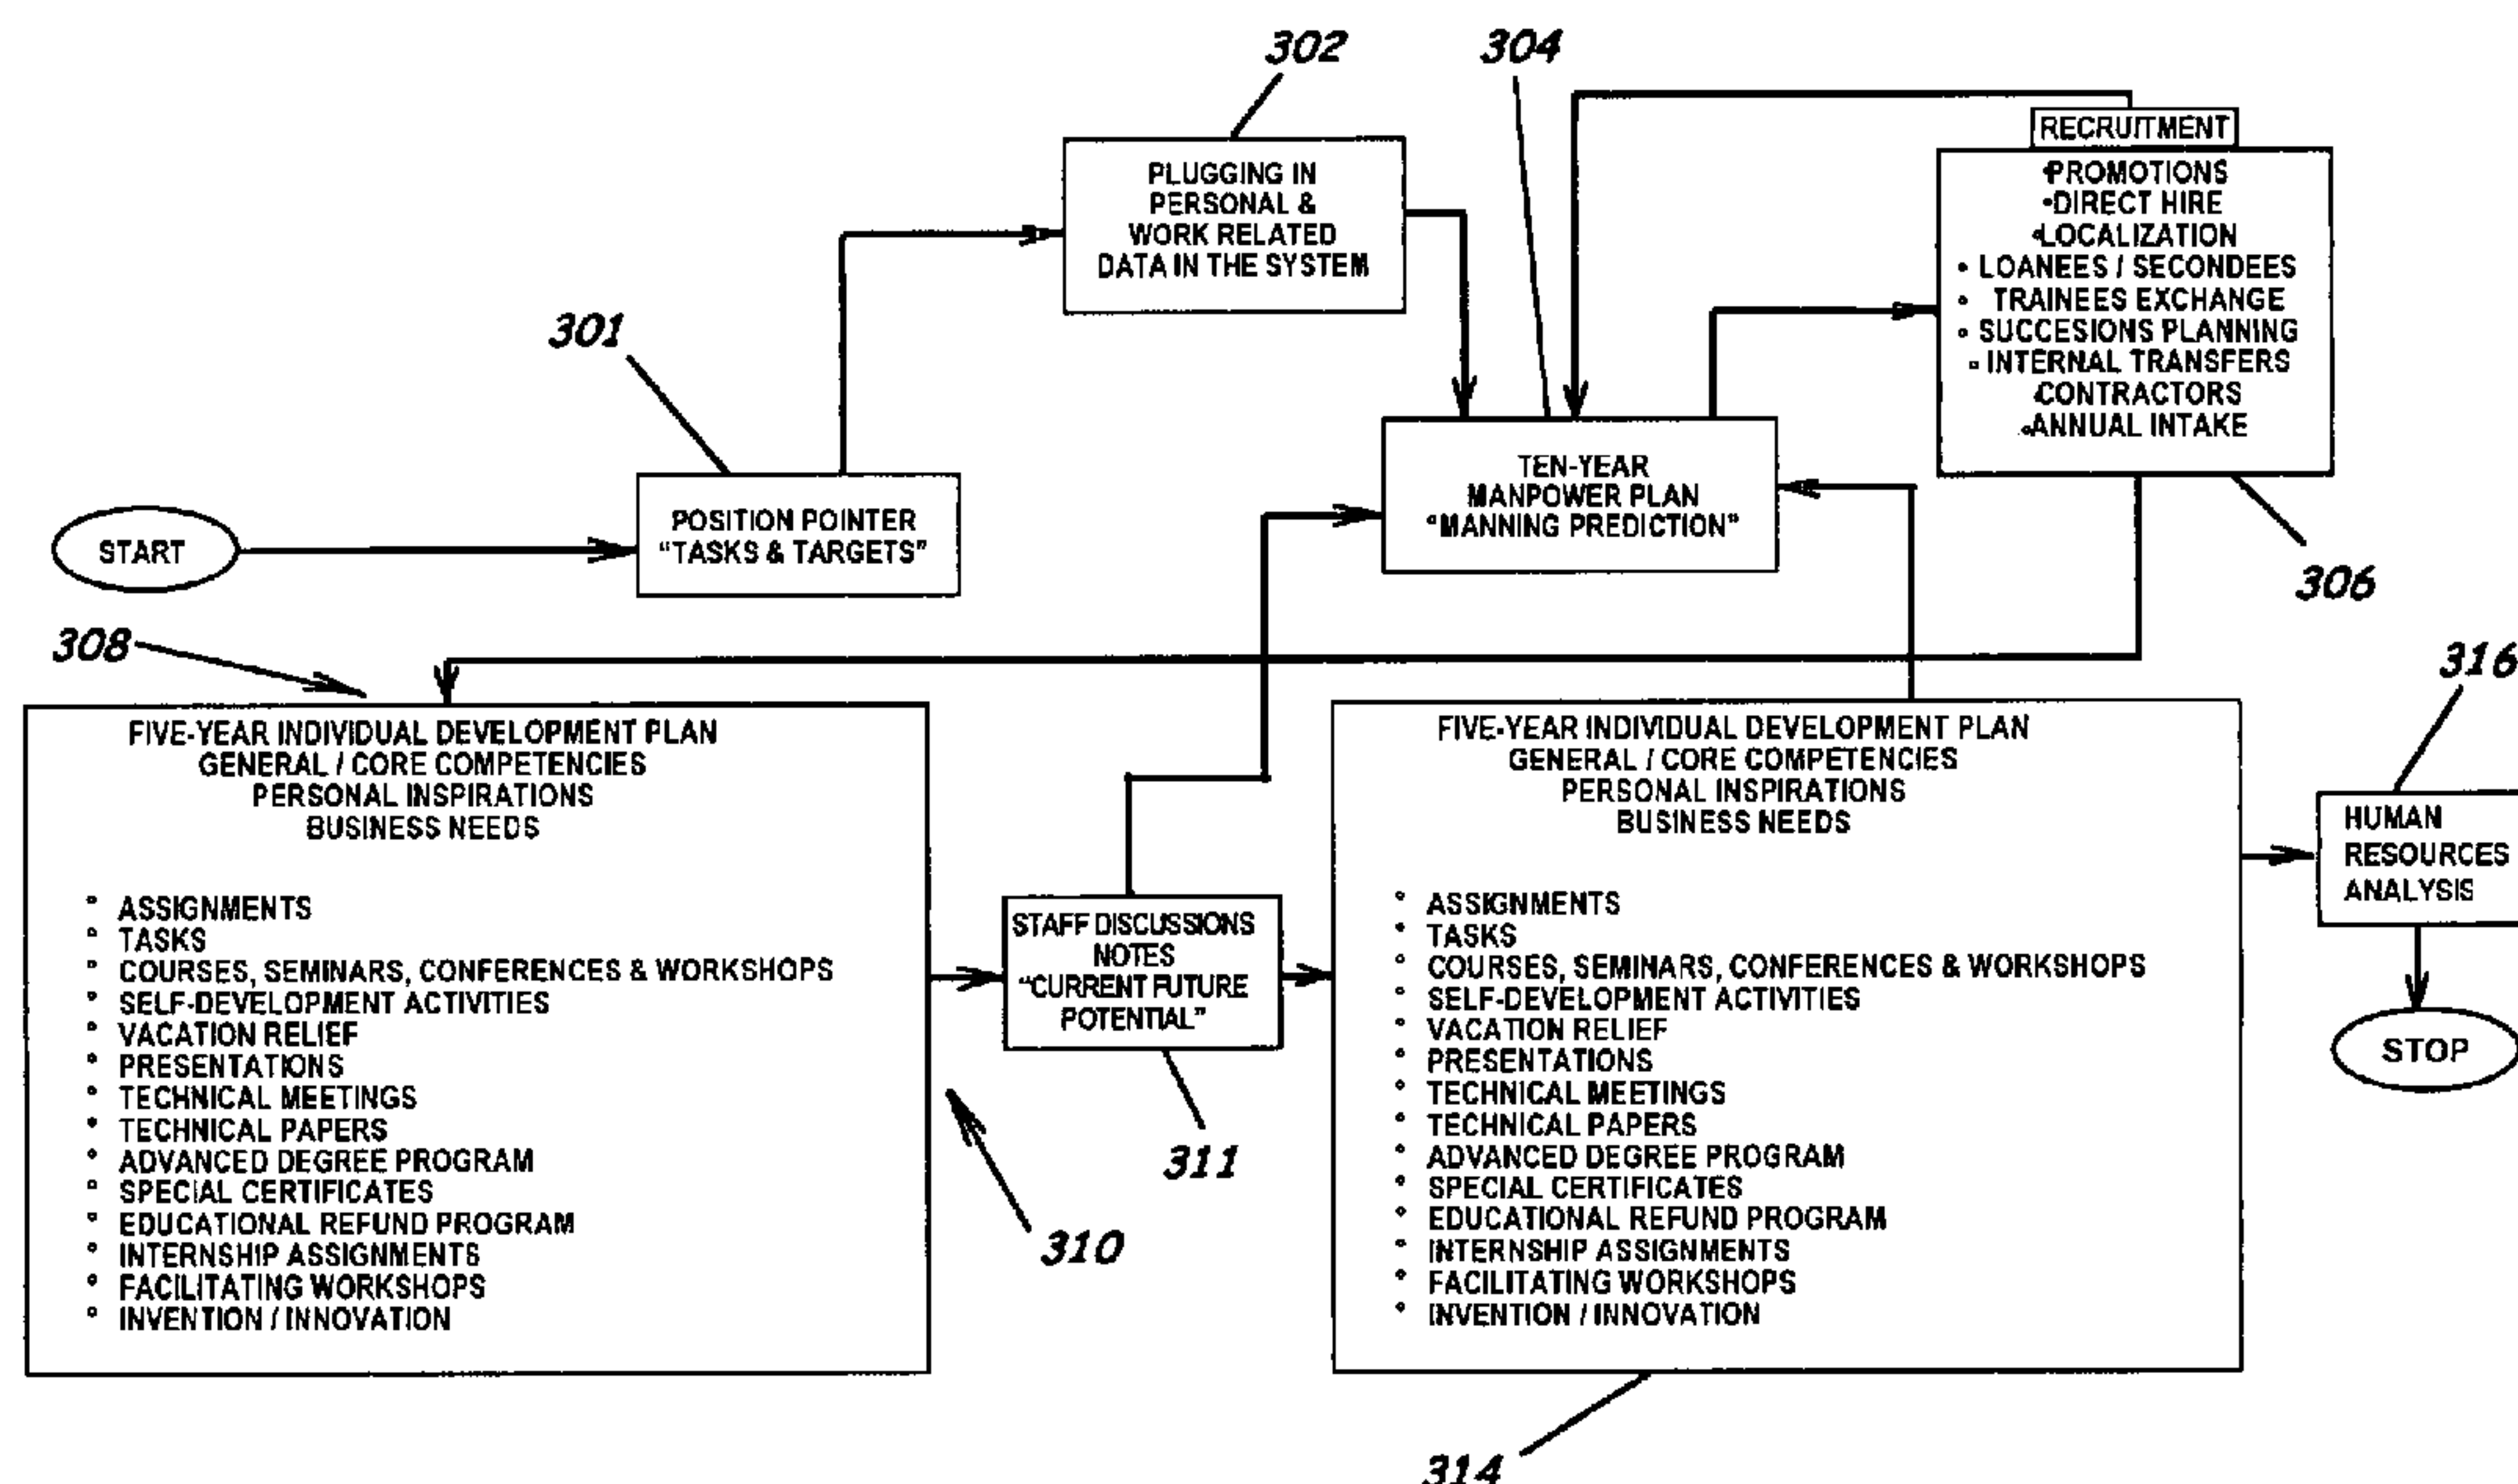 302
304
RECRUITMENT
PLUGGING IN
PERSONAL &
WORK RELATED
DATA IN THE SYSTEM
•PROMOTIONS
•DIRECT HIRE
•LOCALIZATION
• LOANEES / SECONDEES
• TRAINEES EXCHANGE
• SUCCESIONS PLANNING
• INTERNAL TRANSFERS
•CONTRACTORS
•ANNUAL INTAKE
301
306
START
POSITION POINTER
“TASKS & TARGETS”
TEN-YEAR
MANPOWER PLAN
“MANNING PREDICTION”
308
FIVE-YEAR INDIVIDUAL DEVELOPMENT PLAN
GENERAL / CORE COMPETENCIES
PERSONAL INSPIRATIONS
BUSINESS NEEDS
° ASSIGNMENTS
° TASKS
° COURSES, SEMINARS, CONFERENCES & WORKSHOPS
° SELF-DEVELOPMENT ACTIVITIES
° VACATION RELIEF
° PRESENTATIONS
° TECHNICAL MEETINGS
° TECHNICAL PAPERS
° ADVANCED DEGREE PROGRAM
° SPECIAL CERTIFICATES
° EDUCATIONAL REFUND PROGRAM
° INTERNSHIP ASSIGNMENTS
° FACILITATING WORKSHOPS
° INVENTION / INNOVATION
310
STAFF DISCUSSIONS
NOTES
“CURRENT FUTURE
POTENTIAL”
311
FIVE-YEAR INDIVIDUAL DEVELOPMENT PLAN
GENERAL / CORE COMPETENCIES
PERSONAL INSPIRATIONS
BUSINESS NEEDS
° ASSIGNMENTS
° TASKS
° COURSES, SEMINARS, CONFERENCES & WORKSHOPS
° SELF-DEVELOPMENT ACTIVITIES
° VACATION RELIEF
° PRESENTATIONS
° TECHNICAL MEETINGS
° TECHNICAL PAPERS
° ADVANCED DEGREE PROGRAM
° SPECIAL CERTIFICATES
° EDUCATIONAL REFUND PROGRAM
° INTERNSHIP ASSIGNMENTS
° FACILITATING WORKSHOPS
° INVENTION / INNOVATION
314
316
HUMAN
RESOURCES
ANALYSIS
STOP